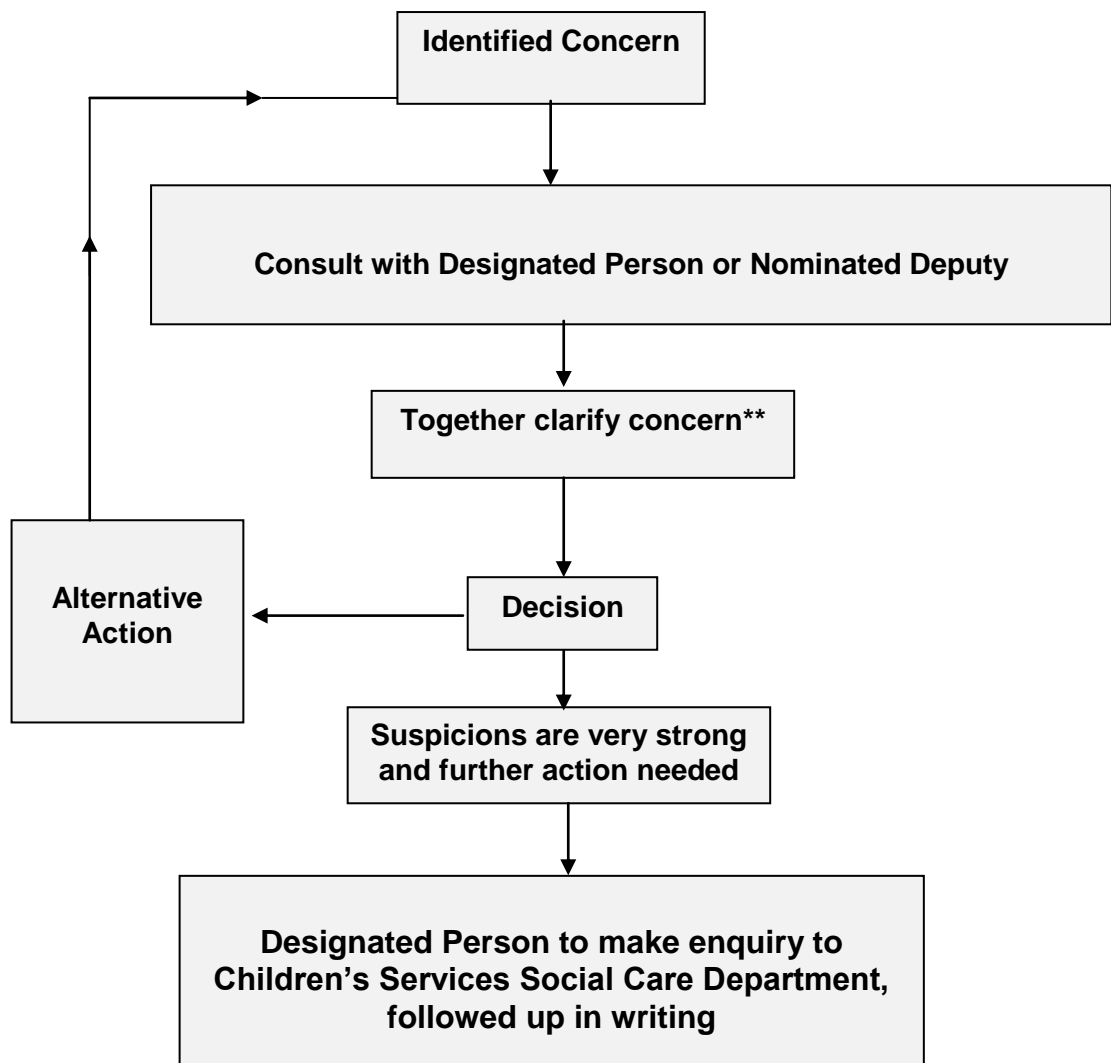 Identified Concern
Consult with Designated Person or Nominated Deputy
Together clarify concern**
Alternative
Action
Decision
Suspicions are very strong
and further action needed
Designated Person to make enquiry to
Children’s Services Social Care Department,
followed up in writing